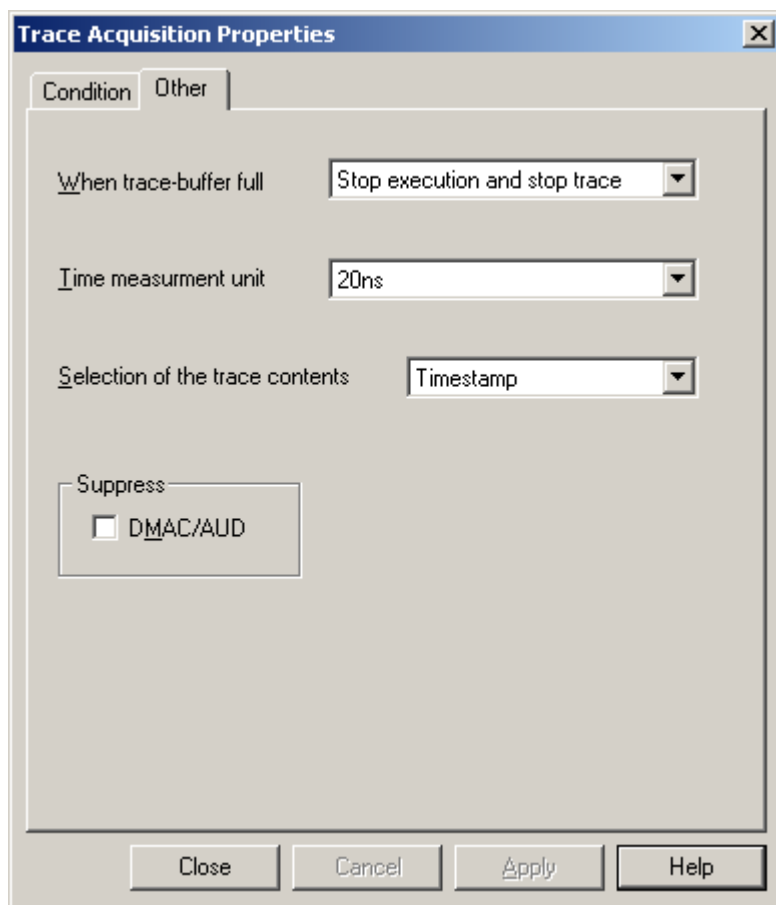 Trace Acquisition Properties
Condition Other
When trace-buffer full Stop execution and stop trace
Time measurment unit 20ns
Selection of the trace contents Timestamp
Suppress
DMAC/AUD
Close Cancel Apply Help